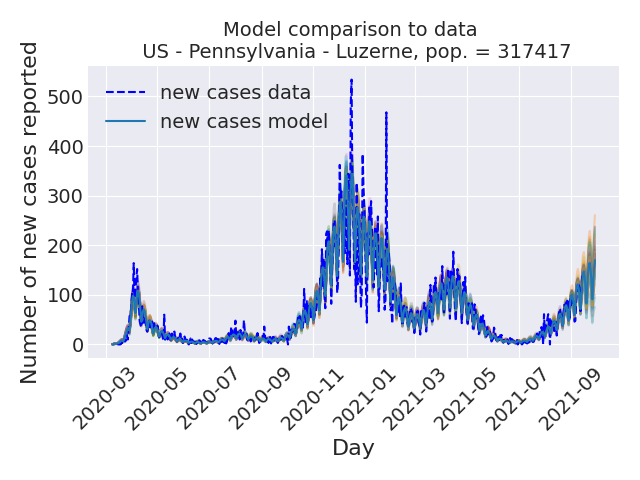 Model comparison to data
US - Pennsylvania - Luzerne, pop. = 317417
Number of new cases reported
500
400
300
200
100
0
new cases data
new cases model
2020-03
2020-05
2020-07
2020-09
2020-11
2021-01
2021-03
2021-05
2021-07
2021-09
Day